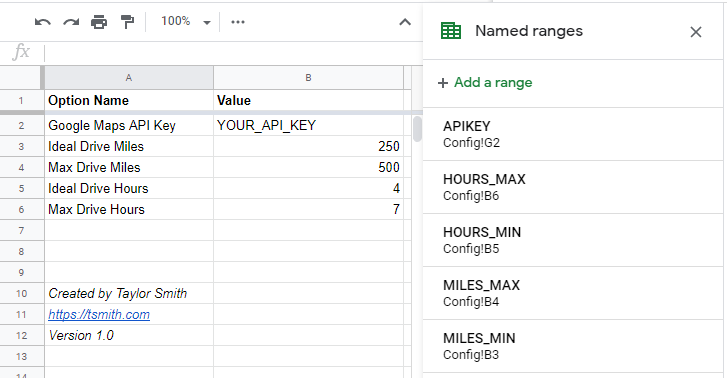 100%
Named ranges
fx
+ Add a range
A B
1 Option Name Value
2 Google Maps API Key YOUR_API_KEY
3 Ideal Drive Miles 250
4 Max Drive Miles 500
5 Ideal Drive Hours 4
6 Max Drive Hours 7
7
8
9
10 Created by Taylor Smith
11 https://tsmith.com
12 Version 1.0
13
14
APIKEY
Config!G2
HOURS_MAX
Config!B6
HOURS_MIN
Config!B5
MILES_MAX
Config!B4
MILES_MIN
Config!B3